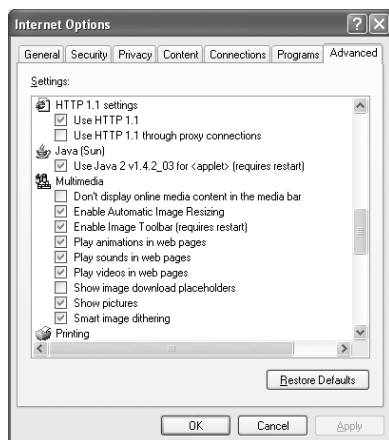 Internet Options
General Security Privacy Content Connections Programs Advanced
Settings:
HTTP 1.1 settings
Use HTTP 1.1
Use HTTP 1.1 through proxy connections
Java (Sun)
Use Java 2 v1.4.2_03 for <applet> (requires restart)
Multimedia
Don't display online media content in the media bar
Enable Automatic Image Resizing
Enable Image Toolbar (requires restart)
Play animations in web pages
Play sounds in web pages
Play videos in web pages
Show image download placeholders
Show pictures
Smart image dithering
Printing
Restore Defaults
OK Cancel Apply